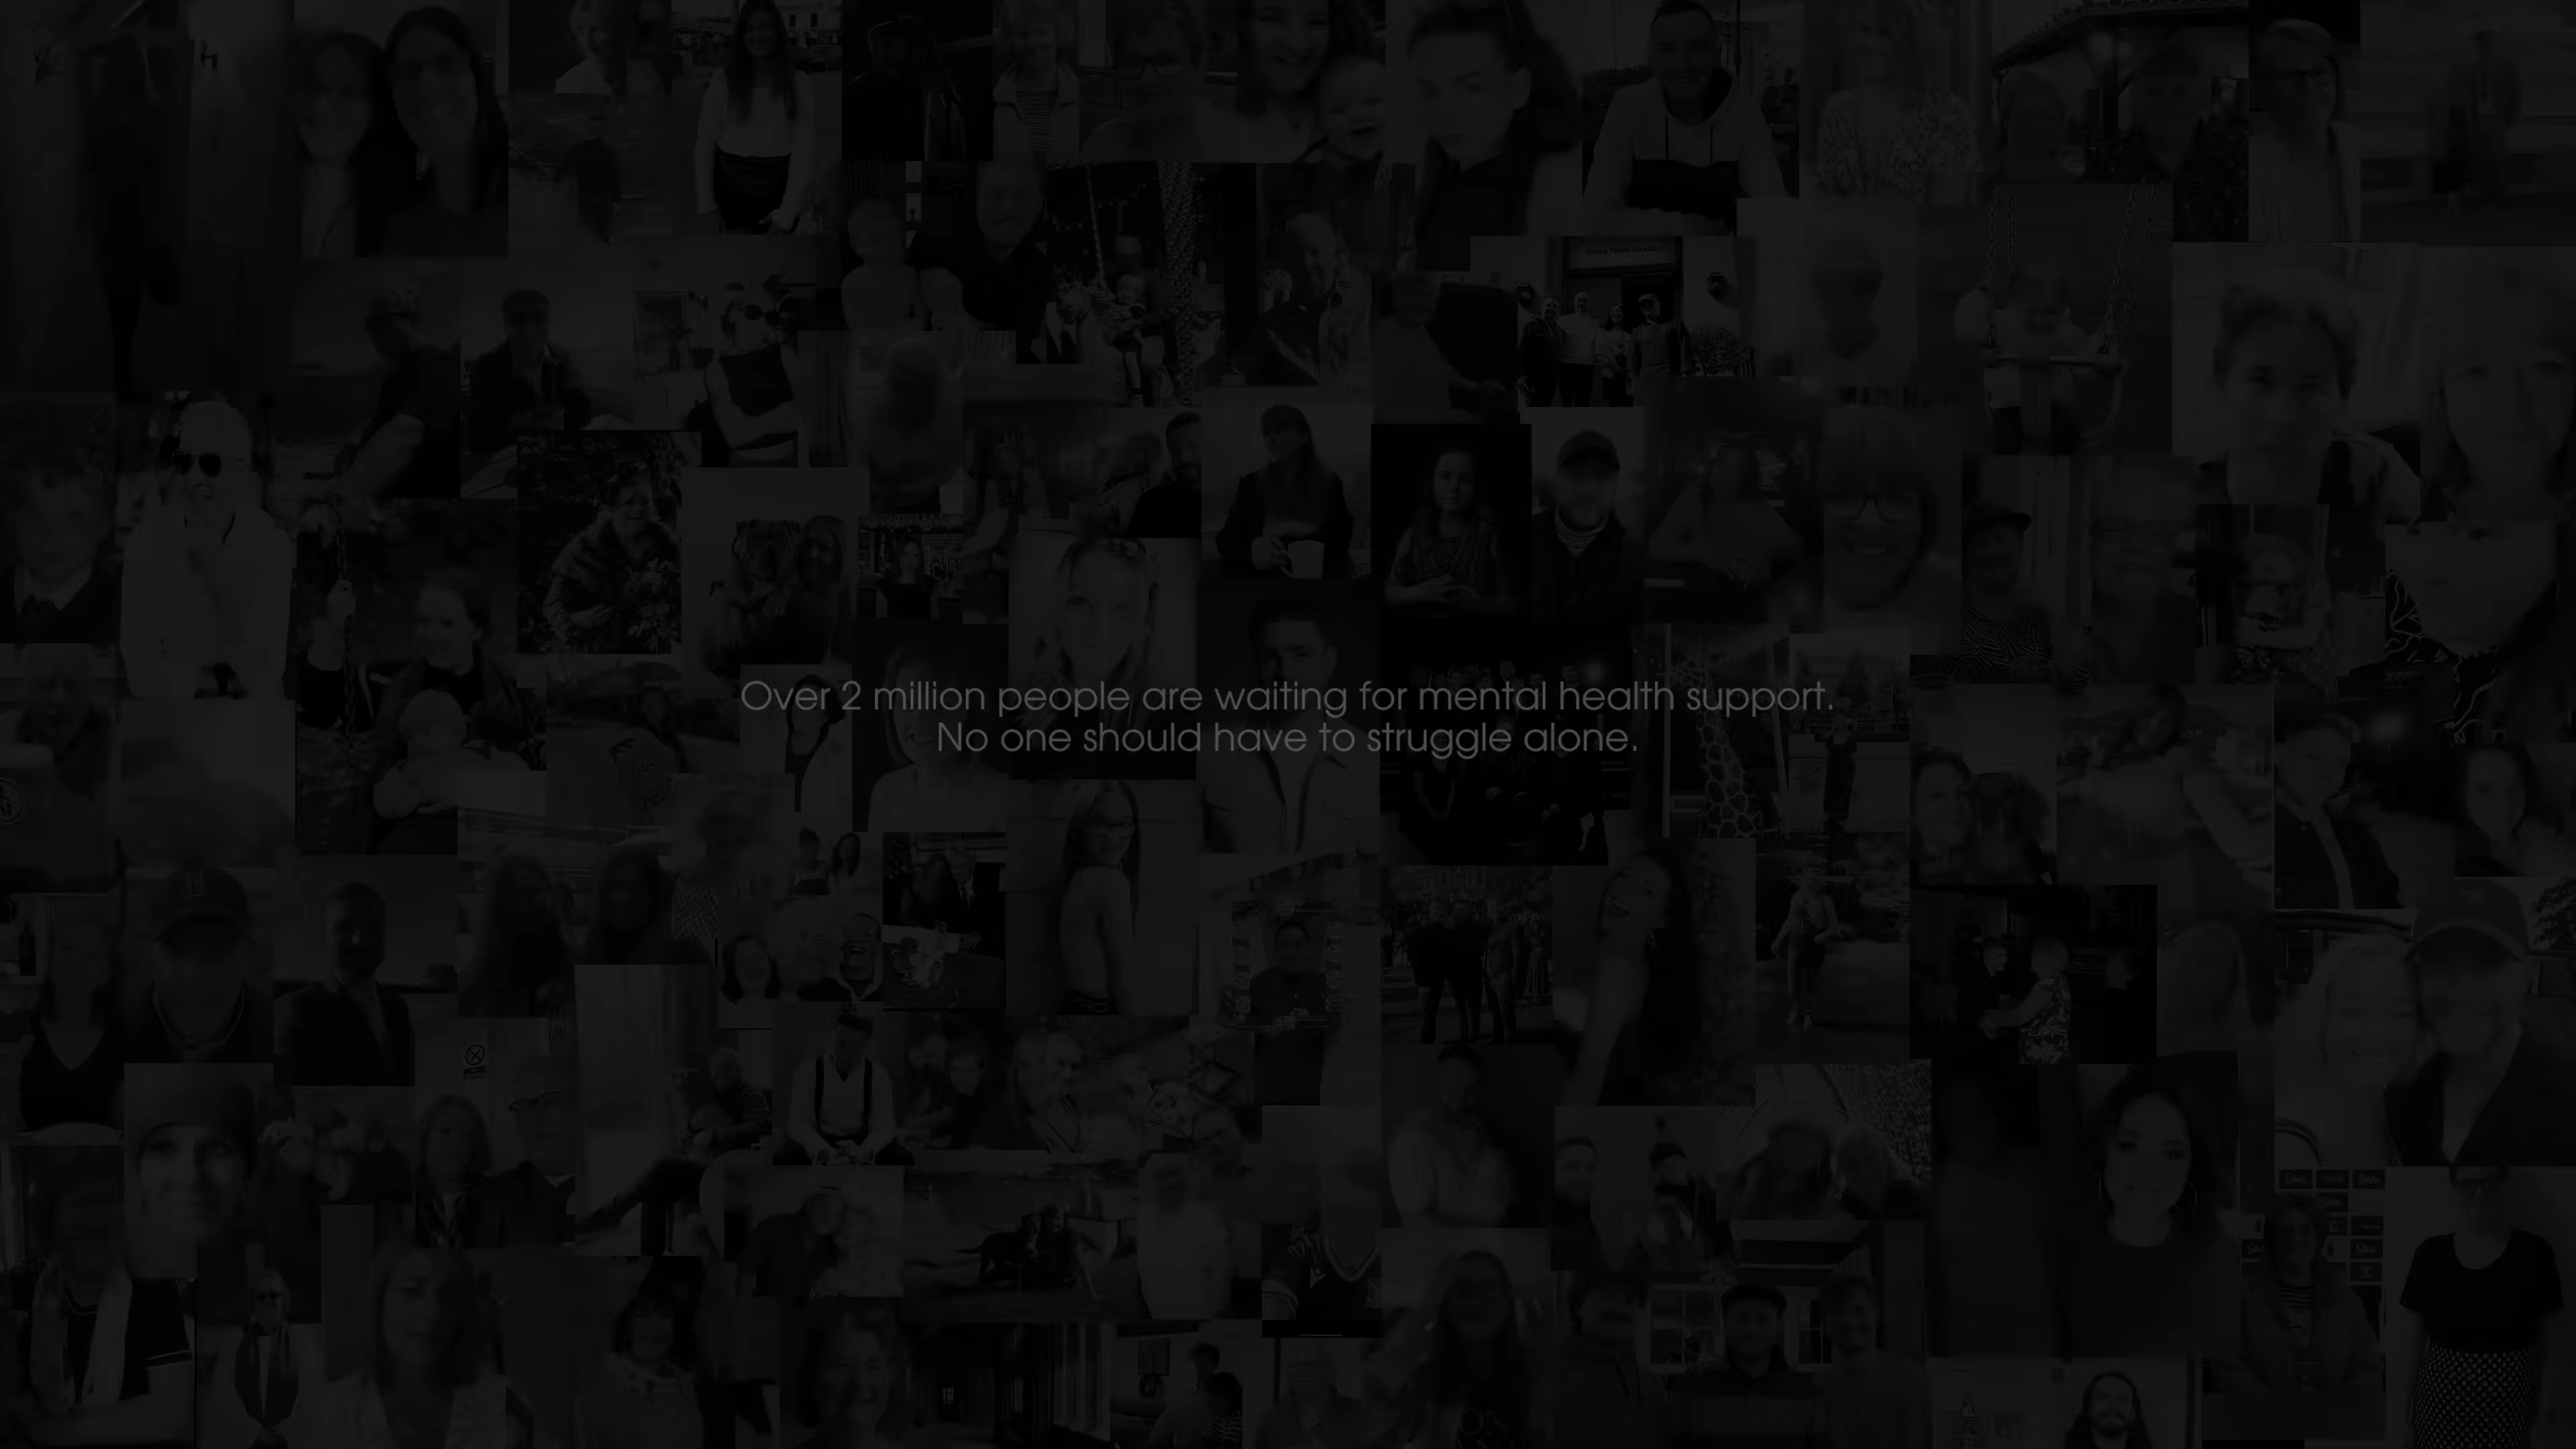 Over 2 million people are waiting for mental health support.
No one should have to struggle alone.